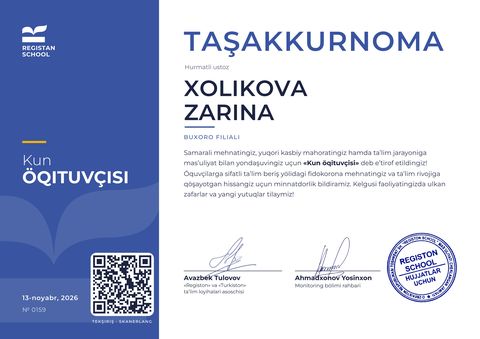 REGISTAN
SCHOOL
Kun
ÖQITUVÇISI
13-noyabr, 2026
№ 0159
TEKŞIRIŞ - SKANERLANG
TAŞAKKURNOMA
Hurmatli ustoz
XOLIKOVA
ZARINA
BUXORO FILIALI
Samarali mehnatingiz, yuqori kasbiy mahoratingiz hamda ta'lim jarayoniga
mas'uliyat bilan yondaşuvingiz uçun «Kun öqituvçisi» deb e'tirof etildingiz!
Öquvçilarga sifatli ta'lim beriş yölidagi fidokorona mehnatingiz va ta'lim rivojiga
qöşayotgan hissangiz uçun minnatdorlik bildiramiz. Kelgusi faoliyatingizda ulkan
zafarlar va yangi yutuqlar tilaymiz!
Avazbek Tulovov
«Registon» va «Turkiston»
ta'lim loyihalari asoschisi
Ahmadxonov Yosinxon
Monitoring bölimi rahbari
REGISTON
SCHOOL
HUJJATLAR
UCHUN